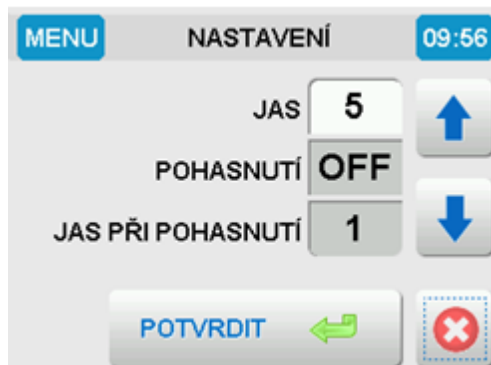 MENU NASTAVENÍ 09:56
JAS 5
POHASNUTÍ OFF
JAS PŘI POHASNUTÍ 1
POTVRDIT